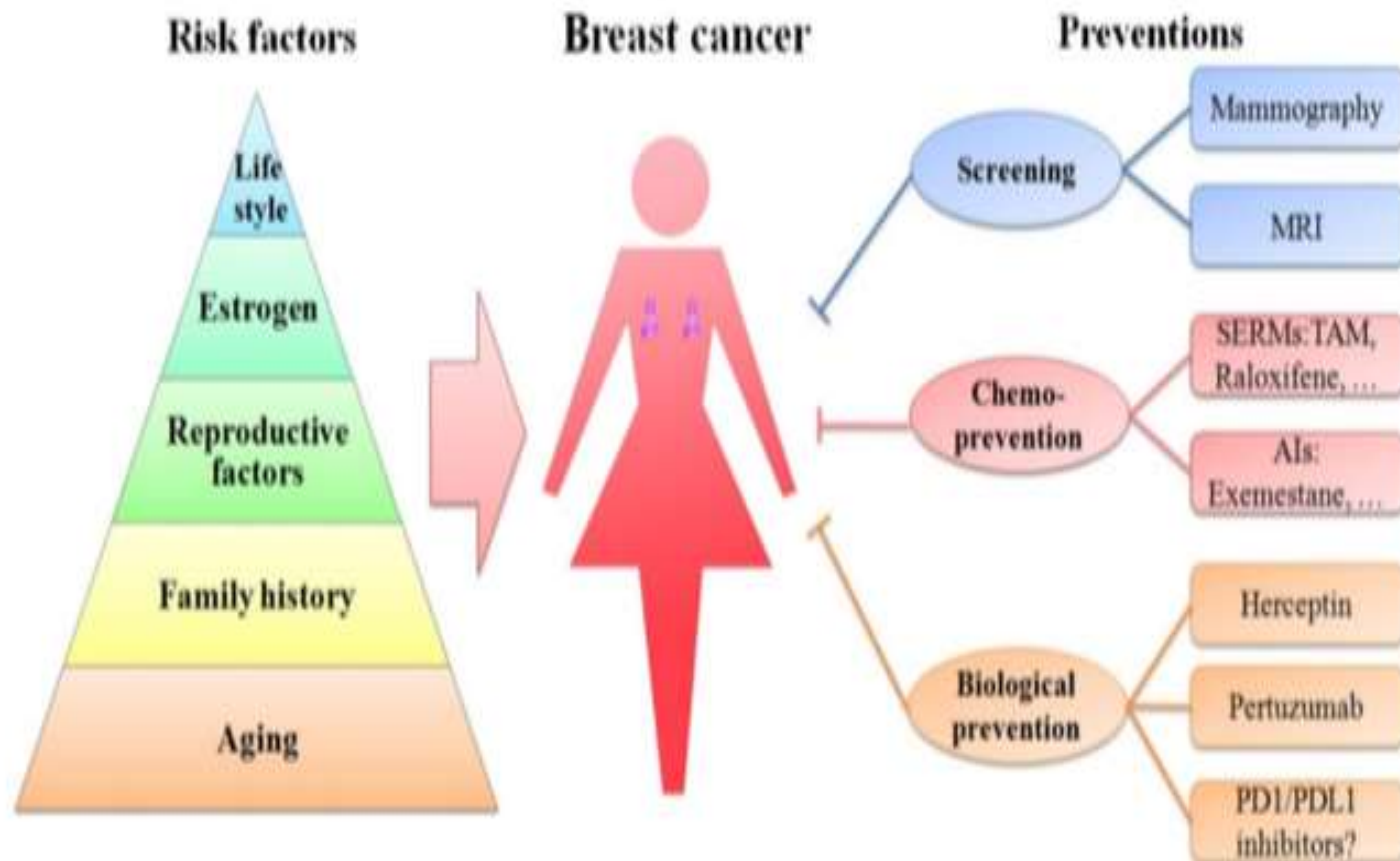 Risk factors
Life
style
Estrogen
Reproductive
factors
Family history
Aging
Breast cancer
Preventions
Screening
Mammography
MRI
Chemo-
prevention
SERMs:TAM,
Raloxifene, ...
AIs:
Exemestane, ...
Biological
prevention
Herceptin
Pertuzumab
PD1/PDL1
inhibitors?